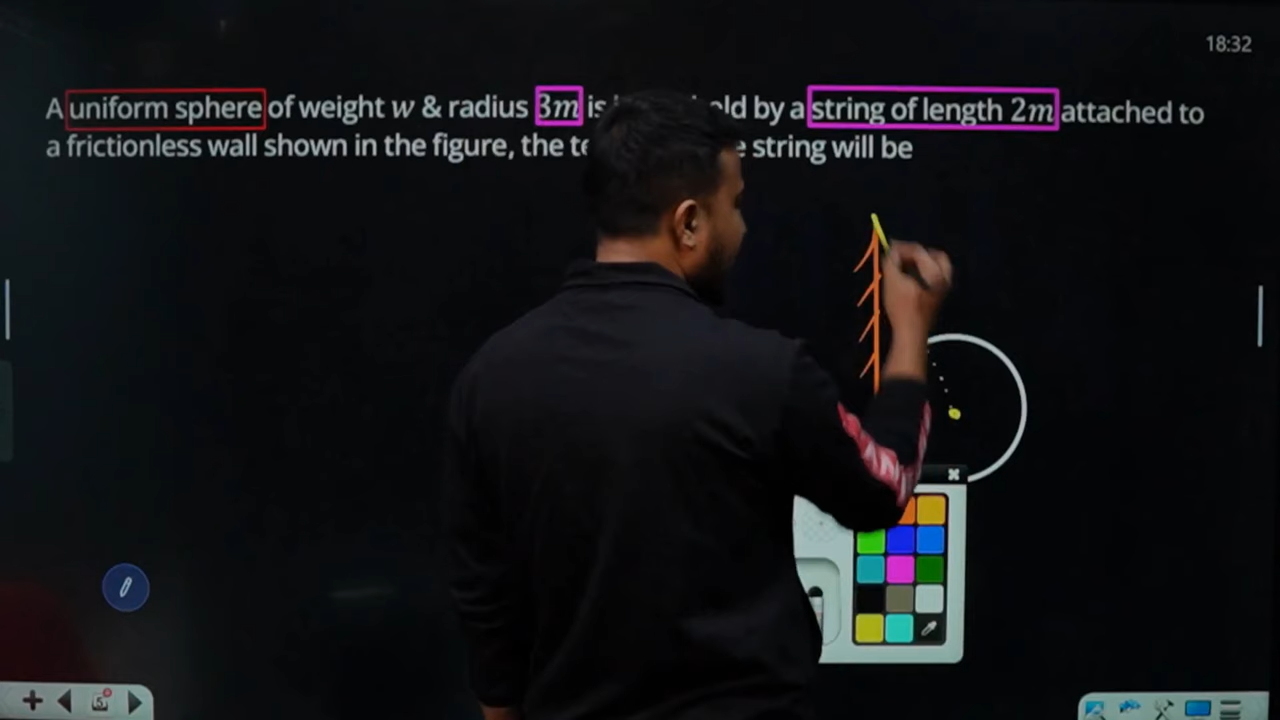 18:32
A uniform sphere of weight w & radius 3m is ld by a string of length 2m attached to
a frictionless wall shown in the figure, the te e string will be